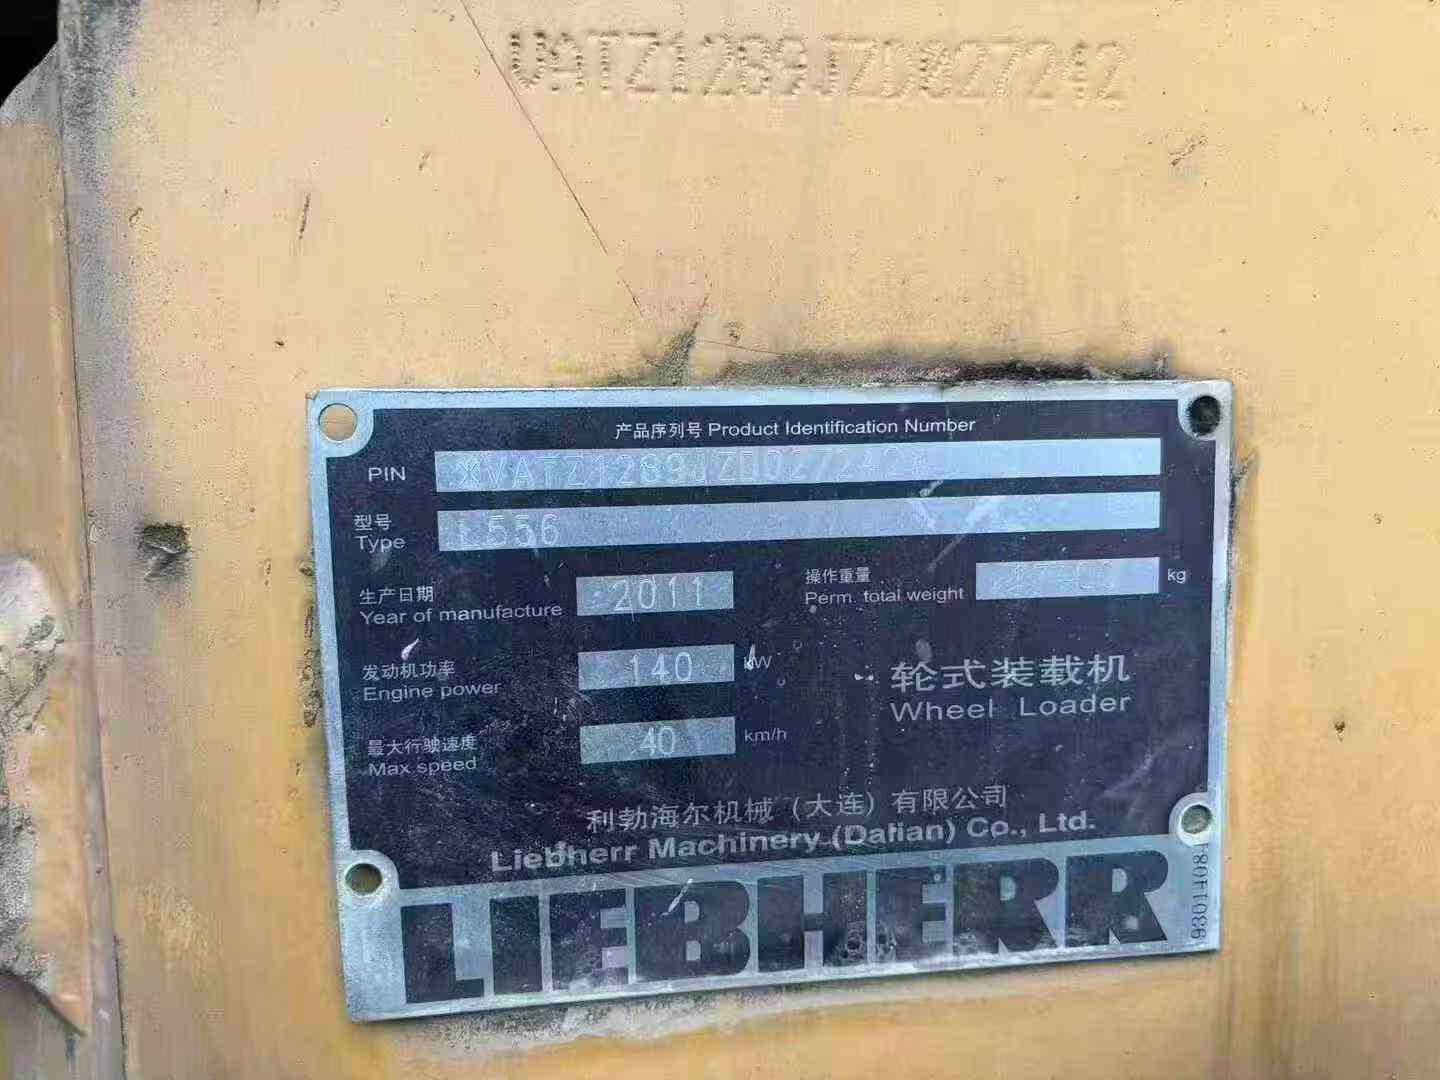 VATZ1289JZD027242
产品序列号 Product Identification Number
PIN ※VATZ1289JZD027242※
型号
Type L556
生产日期
Year of manufacture 2011
操作重量
Perm. total weight kg
发动机功率
Engine power 140 kW
轮式装载机
Wheel Loader
最大行驶速度
Max speed 40 km/h
利勃海尔机械（大连）有限公司
Liebherr Machinery (Dalian) Co., Ltd.
LIEBHERR